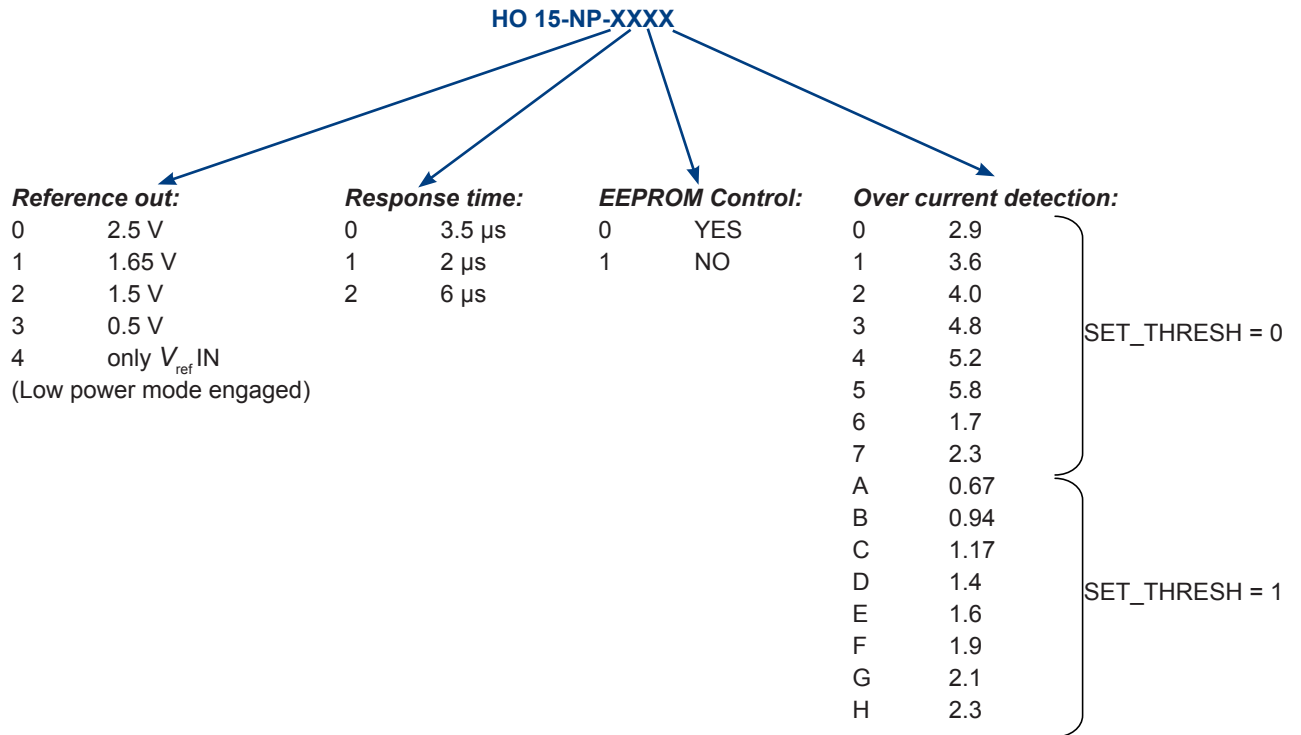 HO 15-NP-XXXX
Reference out:
0 2.5 V
1 1.65 V
2 1.5 V
3 0.5 V
4 only Vref IN
(Low power mode engaged)
Response time:
0 3.5 µs
1 2 µs
2 6 µs
EEPROM Control:
0 YES
1 NO
Over current detection:
0 2.9
1 3.6
2 4.0
3 4.8
4 5.2
5 5.8
6 1.7
7 2.3
SET_THRESH = 0
A 0.67
B 0.94
C 1.17
D 1.4
E 1.6
F 1.9
G 2.1
H 2.3
SET_THRESH = 1